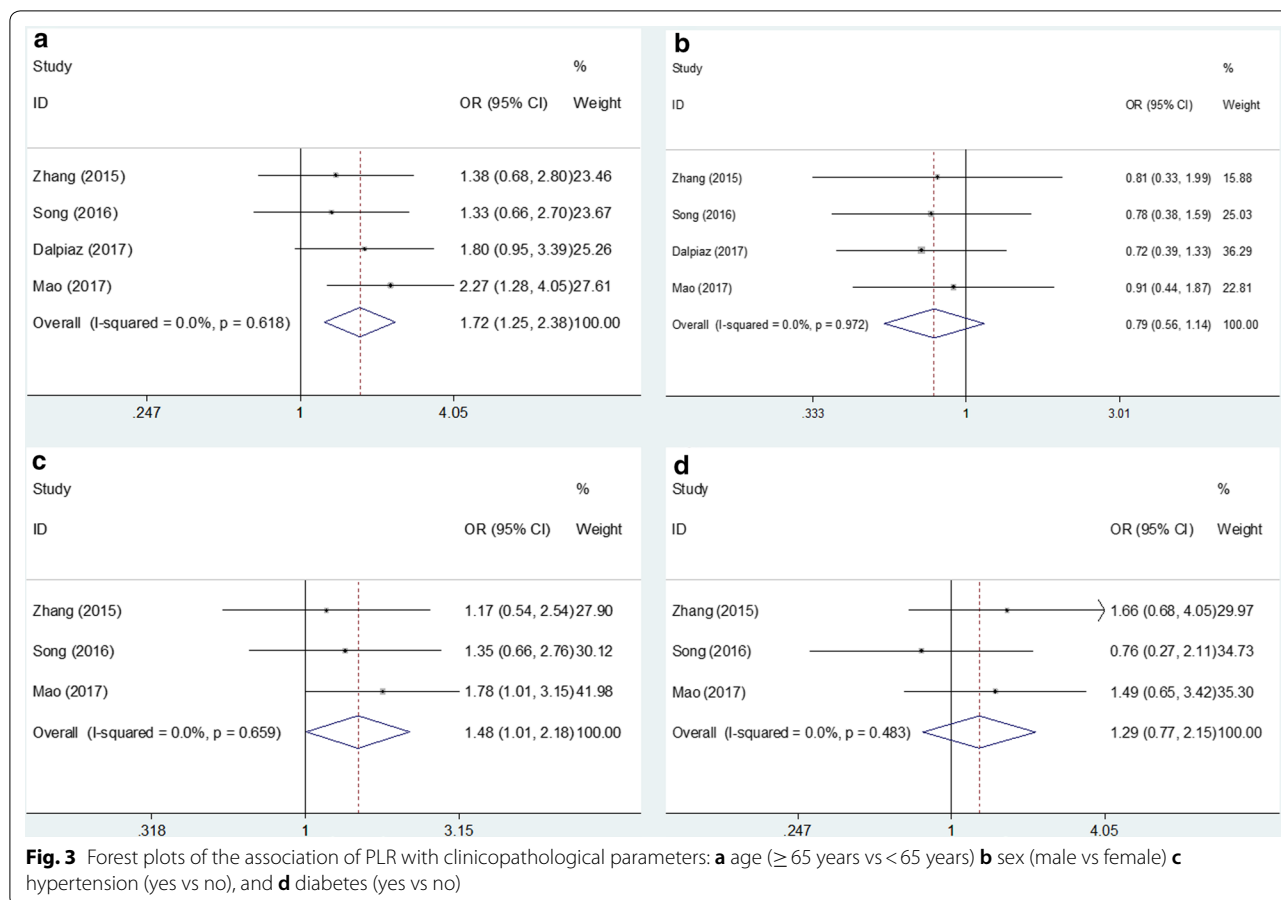 a
Study %
ID OR (95% CI) Weight
Zhang (2015) 1.38 (0.68, 2.80)23.46
Song (2016) 1.33 (0.66, 2.70)23.67
Dalpiaz (2017) 1.80 (0.95, 3.39)25.26
Mao (2017) 2.27 (1.28, 4.05)27.61
Overall (I-squared = 0.0%, p = 0.618) 1.72 (1.25, 2.38)100.00
.247 1 4.05
b
Study %
ID OR (95% CI) Weight
Zhang (2015) 0.81 (0.33, 1.99) 15.88
Song (2016) 0.78 (0.38, 1.59) 25.03
Dalpiaz (2017) 0.72 (0.39, 1.33) 36.29
Mao (2017) 0.91 (0.44, 1.87) 22.81
Overall (I-squared = 0.0%, p = 0.972) 0.79 (0.56, 1.14) 100.00
.333 1 3.01
c
Study %
ID OR (95% CI) Weight
Zhang (2015) 1.17 (0.54, 2.54)27.90
Song (2016) 1.35 (0.66, 2.76)30.12
Mao (2017) 1.78 (1.01, 3.15)41.98
Overall (I-squared = 0.0%, p = 0.659) 1.48 (1.01, 2.18)100.00
.318 1 3.15
d
Study %
ID OR (95% CI) Weight
Zhang (2015) 1.66 (0.68, 4.05)29.97
Song (2016) 0.76 (0.27, 2.11)34.73
Mao (2017) 1.49 (0.65, 3.42)35.30
Overall (I-squared = 0.0%, p = 0.483) 1.29 (0.77, 2.15)100.00
.247 1 4.05
Fig. 3 Forest plots of the association of PLR with clinicopathological parameters: a age (≥ 65 years vs < 65 years) b sex (male vs female) c
hypertension (yes vs no), and d diabetes (yes vs no)